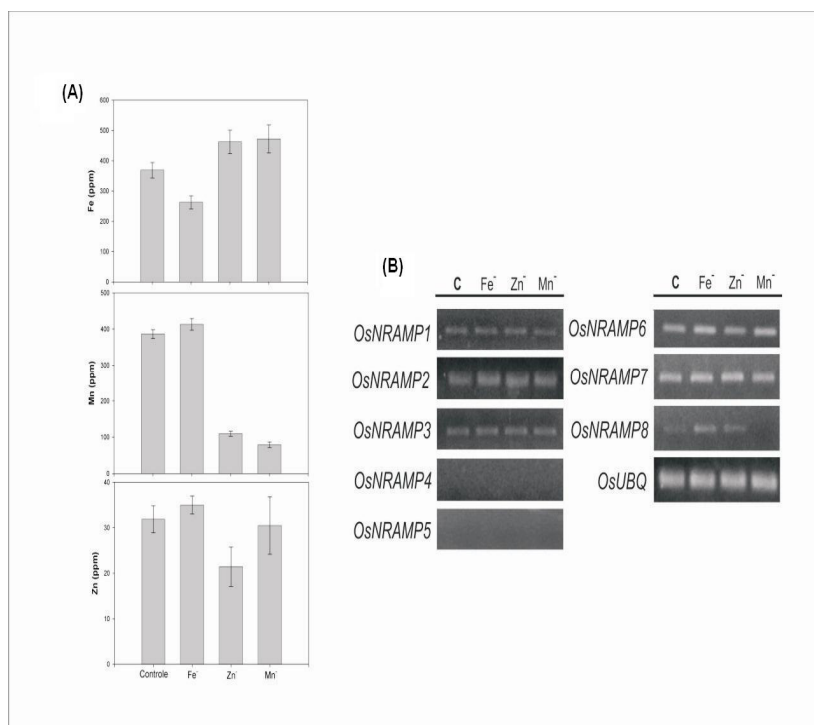 (A)
Fe (ppm)
600
500
400
300
200
100
0
Mn (ppm)
500
400
300
200
100
0
Zn (ppm)
40
30
20
10
0
Controle Fe⁻ Zn⁻ Mn⁻
(B)
C Fe⁻ Zn⁻ Mn⁻
OsNRAMP1
OsNRAMP2
OsNRAMP3
OsNRAMP4
OsNRAMP5
C Fe⁻ Zn⁻ Mn⁻
OsNRAMP6
OsNRAMP7
OsNRAMP8
OsUBQ